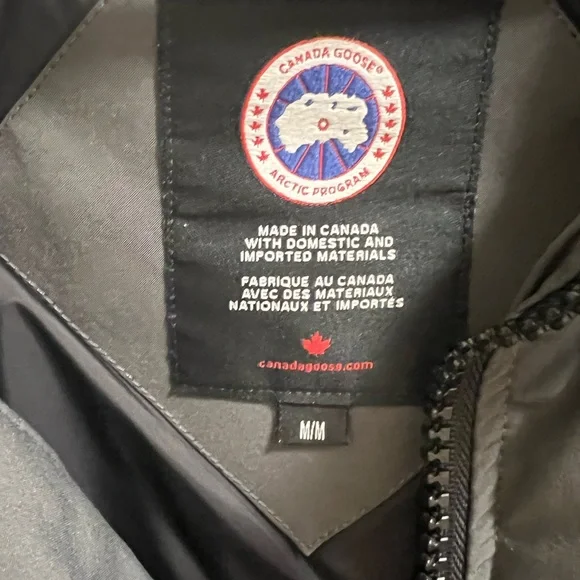 CANADA GOOSE®
ARCTIC PROGRAM
MADE IN CANADA
WITH DOMESTIC AND
IMPORTED MATERIALS
FABRIQUE AU CANADA
AVEC DES MATERIAUX
NATIONAUX ET IMPORTÉS
canadagoose.com
M/M